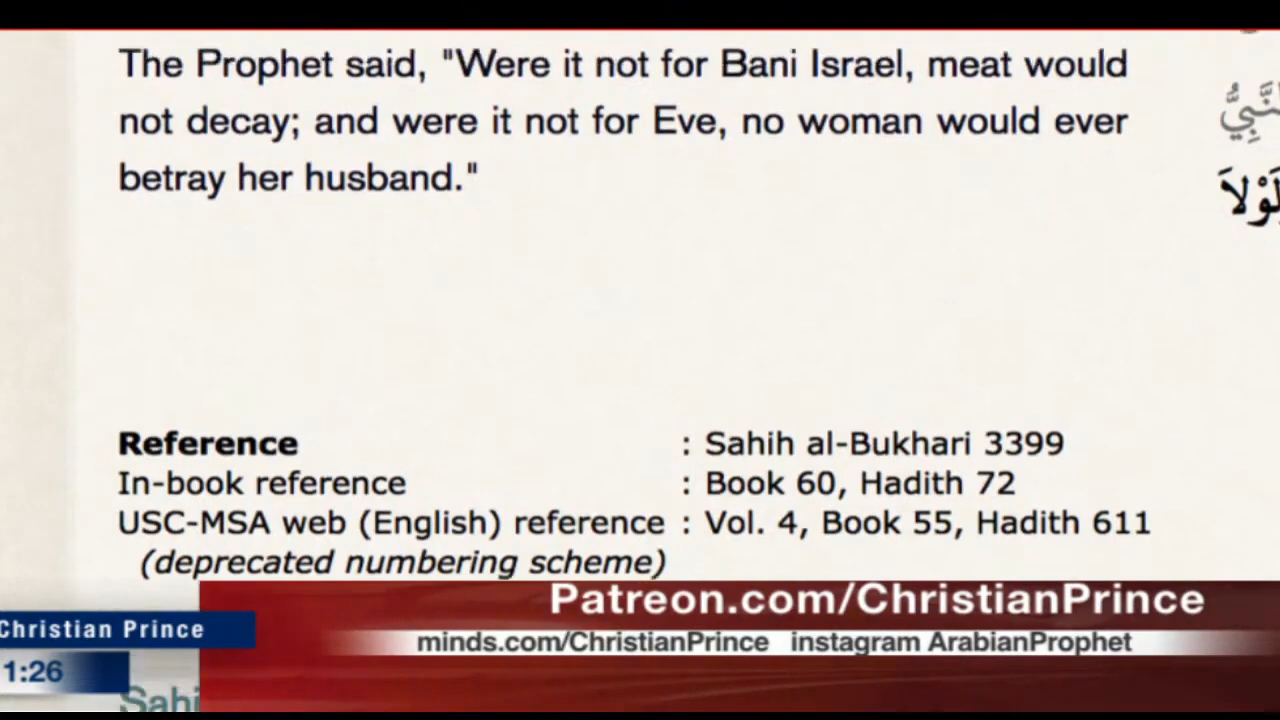 The Prophet said, "Were it not for Bani Israel, meat would
not decay; and were it not for Eve, no woman would ever
betray her husband."
لَوْلاَ
Reference : Sahih al-Bukhari 3399
In-book reference : Book 60, Hadith 72
USC-MSA web (English) reference : Vol. 4, Book 55, Hadith 611
(deprecated numbering scheme)
Patreon.com/ChristianPrince
Christian Prince
minds.com/ChristianPrince instagram ArabianProphet
1:26